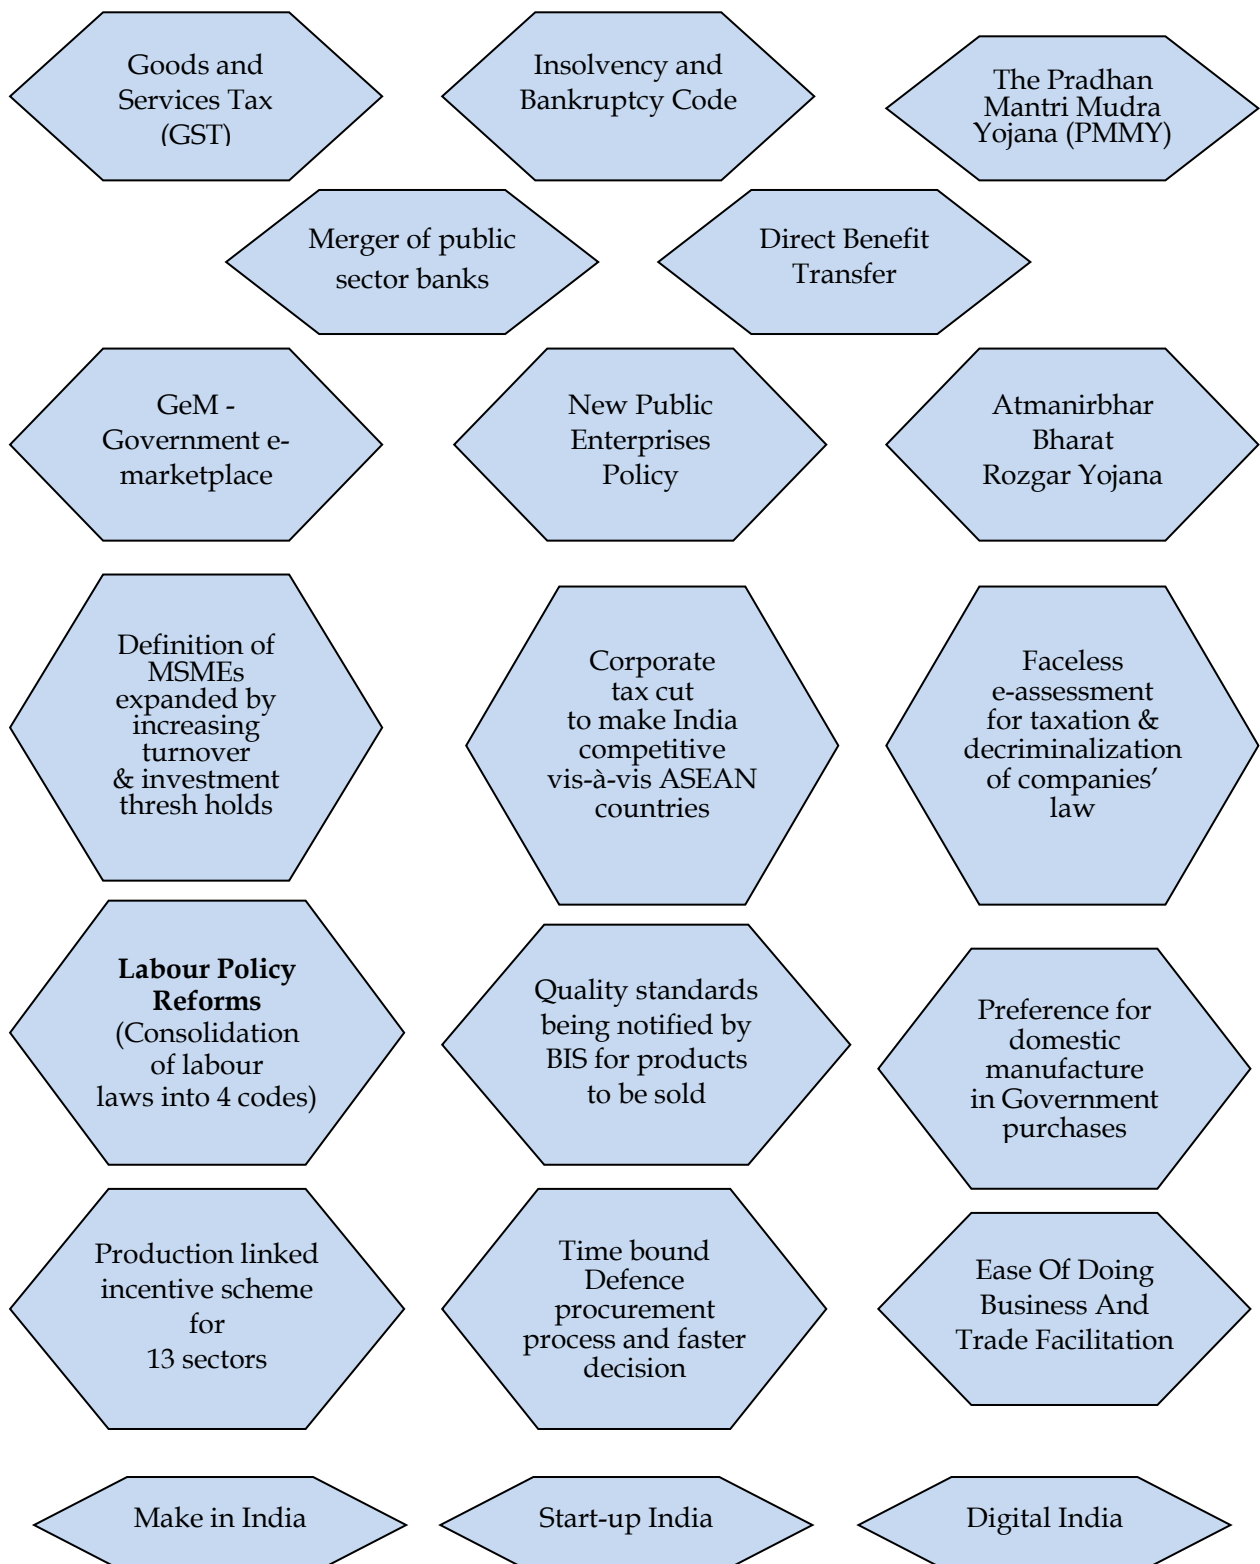 Goods and
Services Tax
(GST)
Insolvency and
Bankruptcy Code
The Pradhan
Mantri Mudra
Yojana (PMMY)
Merger of public
sector banks
Direct Benefit
Transfer
GeM -
Government e-
marketplace
New Public
Enterprises
Policy
Atmanirbhar
Bharat
Rozgar Yojana
Definition of
MSMEs
expanded by
increasing
turnover
& investment
thresh holds
Corporate
tax cut
to make India
competitive
vis-à-vis ASEAN
countries
Faceless
e-assessment
for taxation &
decriminalization
of companies’
law
Labour Policy
Reforms
(Consolidation
of labour
laws into 4 codes)
Quality standards
being notified by
BIS for products
to be sold
Preference for
domestic
manufacture
in Government
purchases
Production linked
incentive scheme
for
13 sectors
Time bound
Defence
procurement
process and faster
decision
Ease Of Doing
Business And
Trade Facilitation
Make in India
Start-up India
Digital India